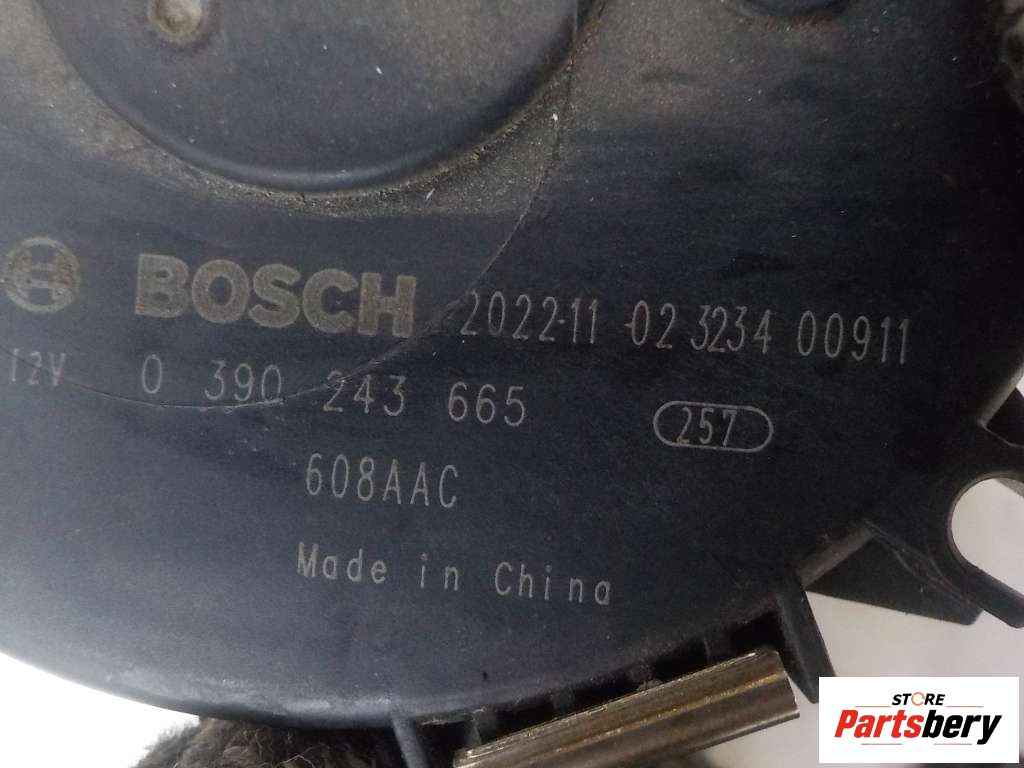 BOSCH 2022-11-02 3234 00911
12V 0 390 243 665
257
608AAC
Made in China
STORE
Partsbery